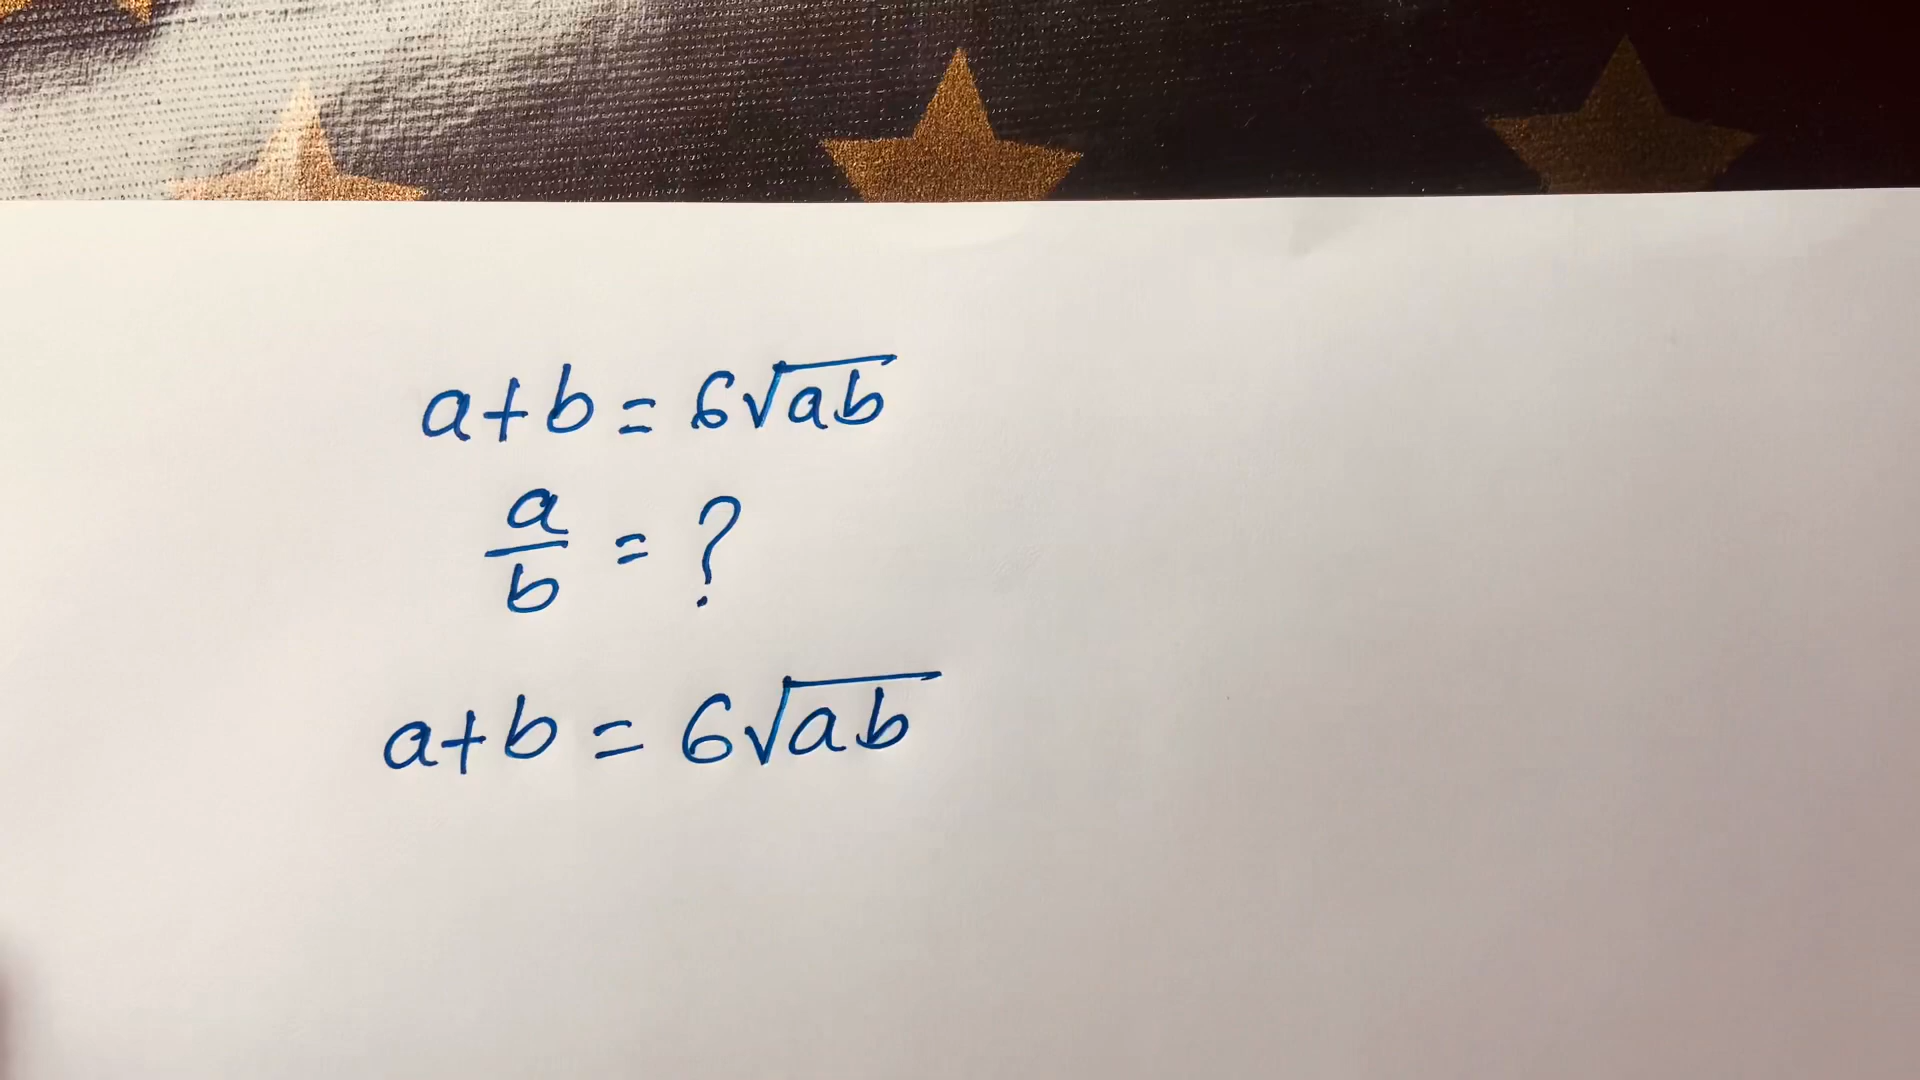 a+b = 6√ab
a/b = ?
a+b = 6√ab